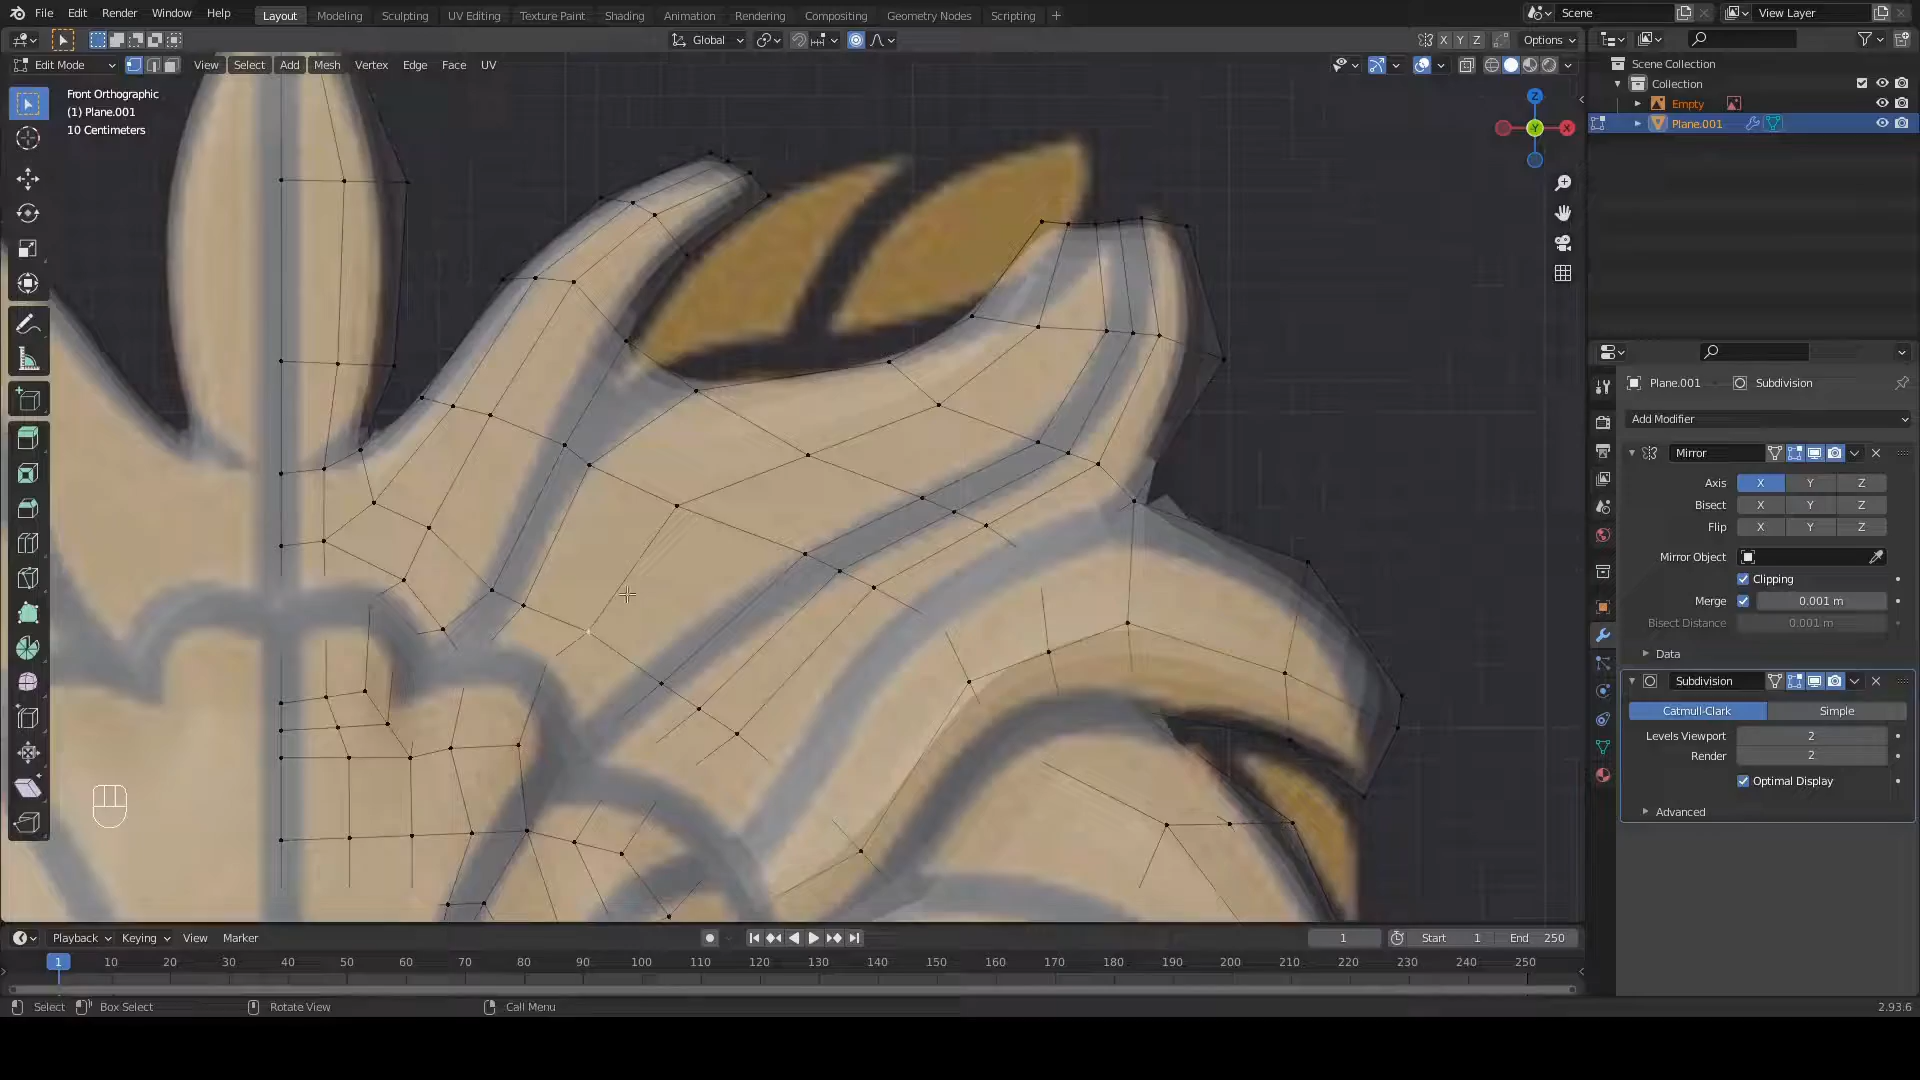 File Edit Render Window Help Layout Modeling Sculpting UV Editing Texture Paint Shading Animation Rendering Compositing Geometry Nodes Scripting + Scene View Layer
Global X Y Z Options
Edit Mode View Select Add Mesh Vertex Edge Face UV
Front Orthographic
(1) Plane.001
10 Centimeters
Z
X
Y
Scene Collection
Collection
Empty
Plane.001
Plane.001 Subdivision
Add Modifier
Mirror
Axis X Y Z
Bisect X Y Z
Flip X Y Z
Mirror Object
Clipping
Merge 0.001 m
Bisect Distance 0.001 m
Data
Subdivision
Catmull-Clark Simple
Levels Viewport 2
Render 2
Optimal Display
Advanced
Playback Keying View Marker 1 Start 1 End 250
1 10 20 30 40 50 60 70 80 90 100 110 120 130 140 150 160 170 180 190 200 210 220 230 240 250
Select Box Select Rotate View Call Menu 2.93.6